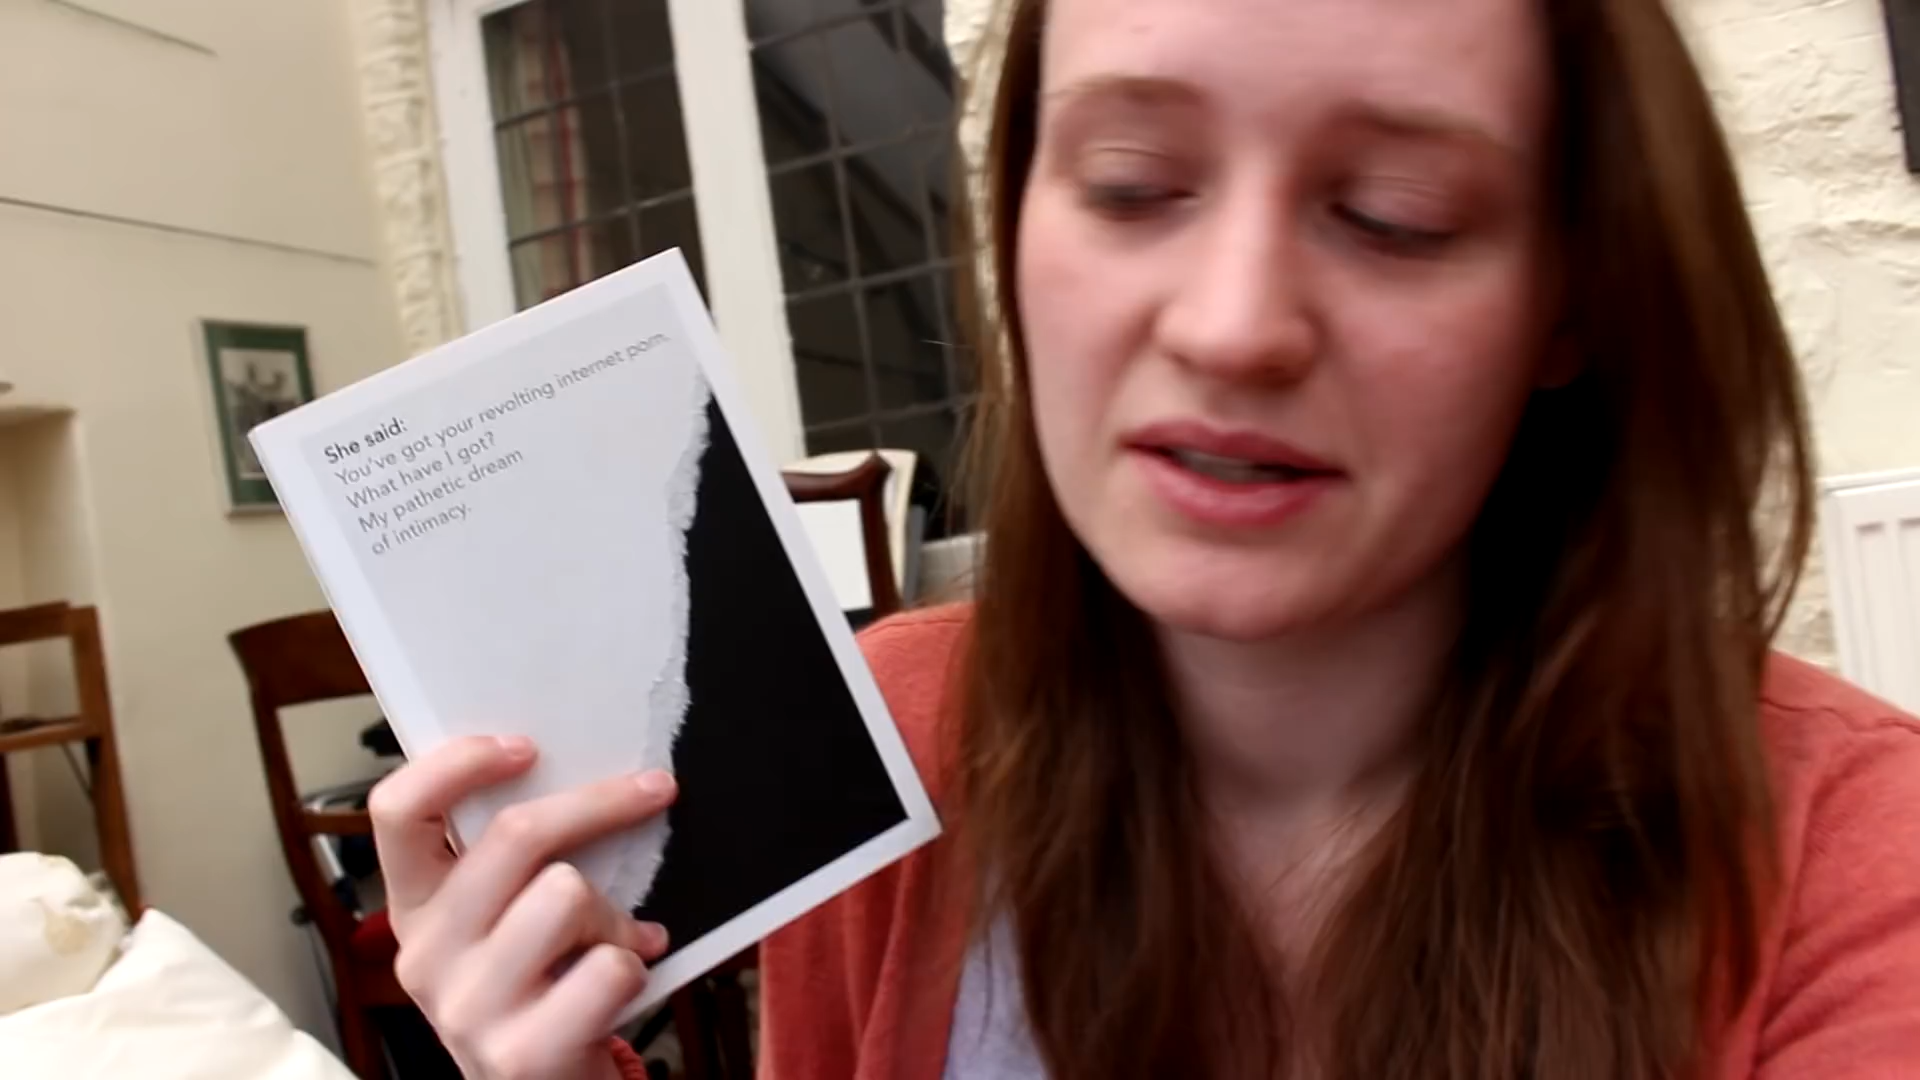 She said:
You've got your revolting internet porn.
What have I got?
My pathetic dream
of intimacy.